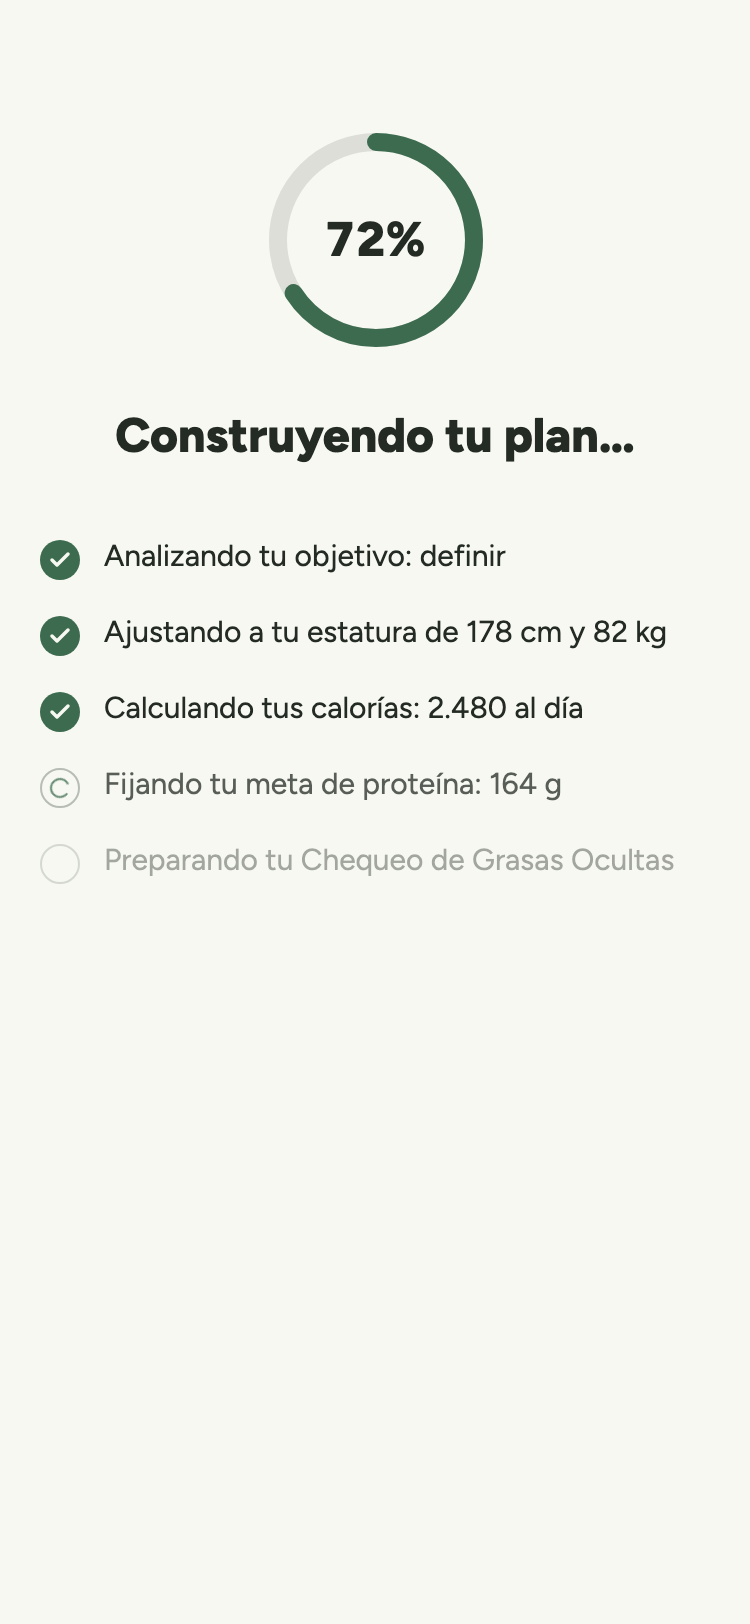 72%
Construyendo tu plan...
Analizando tu objetivo: definir
Ajustando a tu estatura de 178 cm y 82 kg
Calculando tus calorías: 2.480 al día
Fijando tu meta de proteína: 164 g
Preparando tu Chequeo de Grasas Ocultas